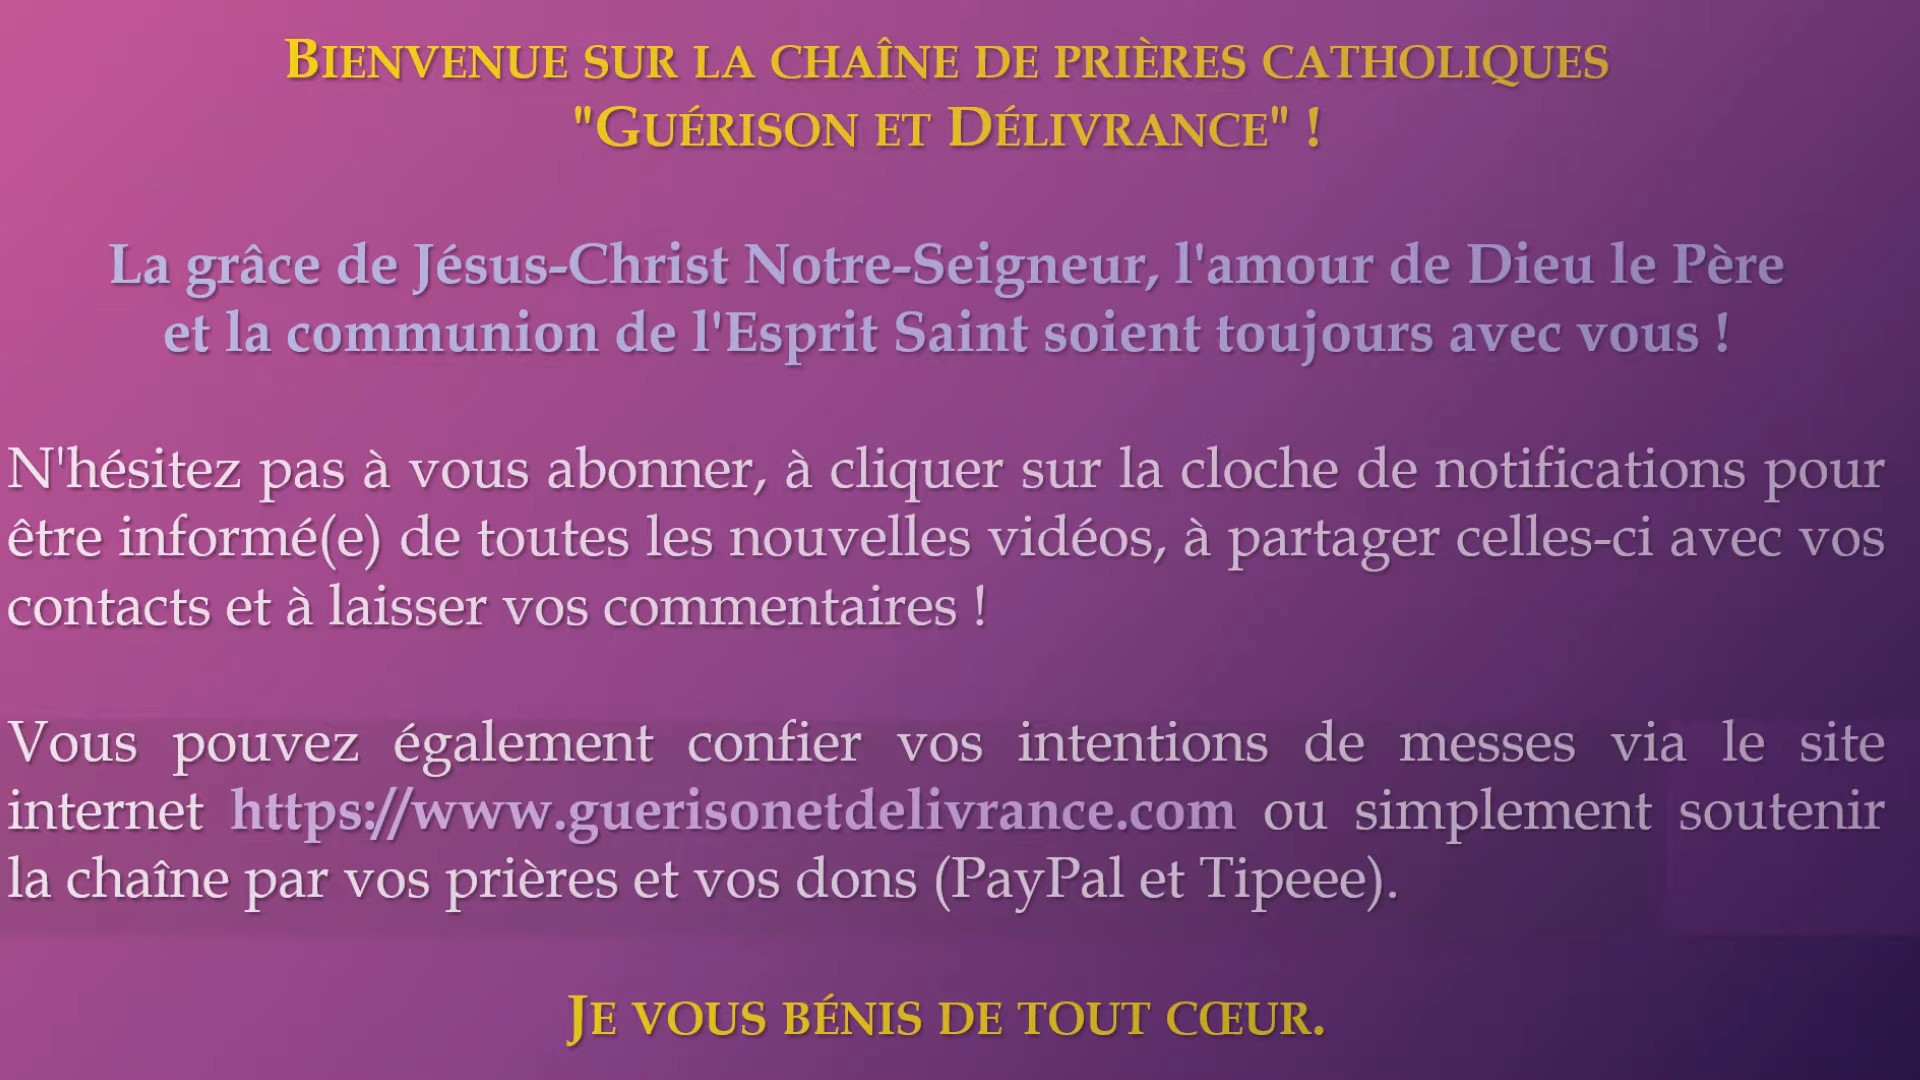 Bienvenue sur la chaîne de prières catholiques
"Guérison et Délivrance" !
La grâce de Jésus-Christ Notre-Seigneur, l'amour de Dieu le Père
et la communion de l'Esprit Saint soient toujours avec vous !
N'hésitez pas à vous abonner, à cliquer sur la cloche de notifications pour
être informé(e) de toutes les nouvelles vidéos, à partager celles-ci avec vos
contacts et à laisser vos commentaires !
Vous pouvez également confier vos intentions de messes via le site
internet https://www.guerisonetdelivrance.com ou simplement soutenir
la chaîne par vos prières et vos dons (PayPal et Tipeee).
Je vous bénis de tout cœur.